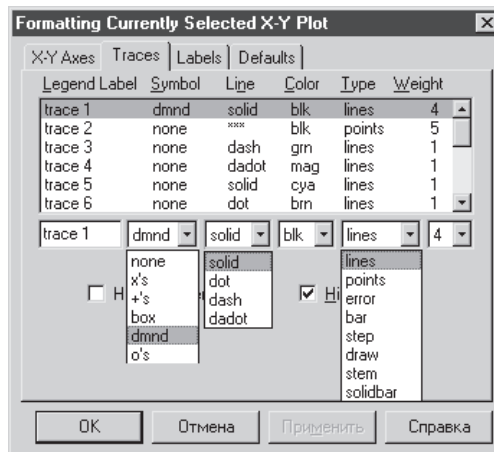 Formatting Currently Selected X-Y Plot
X-Y Axes Traces Labels Defaults
Legend Label Symbol Line Color Type Weight
trace 1 dmnd solid blk lines 4
trace 2 none xxx blk points 5
trace 3 none dash grn lines 1
trace 4 none dadot mag lines 1
trace 5 none solid cya lines 1
trace 6 none dot brn lines 1
trace 1 dmnd solid blk lines 4
none
x's
+'s
box
dmnd
o's
solid
dot
dash
dadot
lines
points
error
bar
step
draw
stem
solidbar
OK Отмена Применить Справка